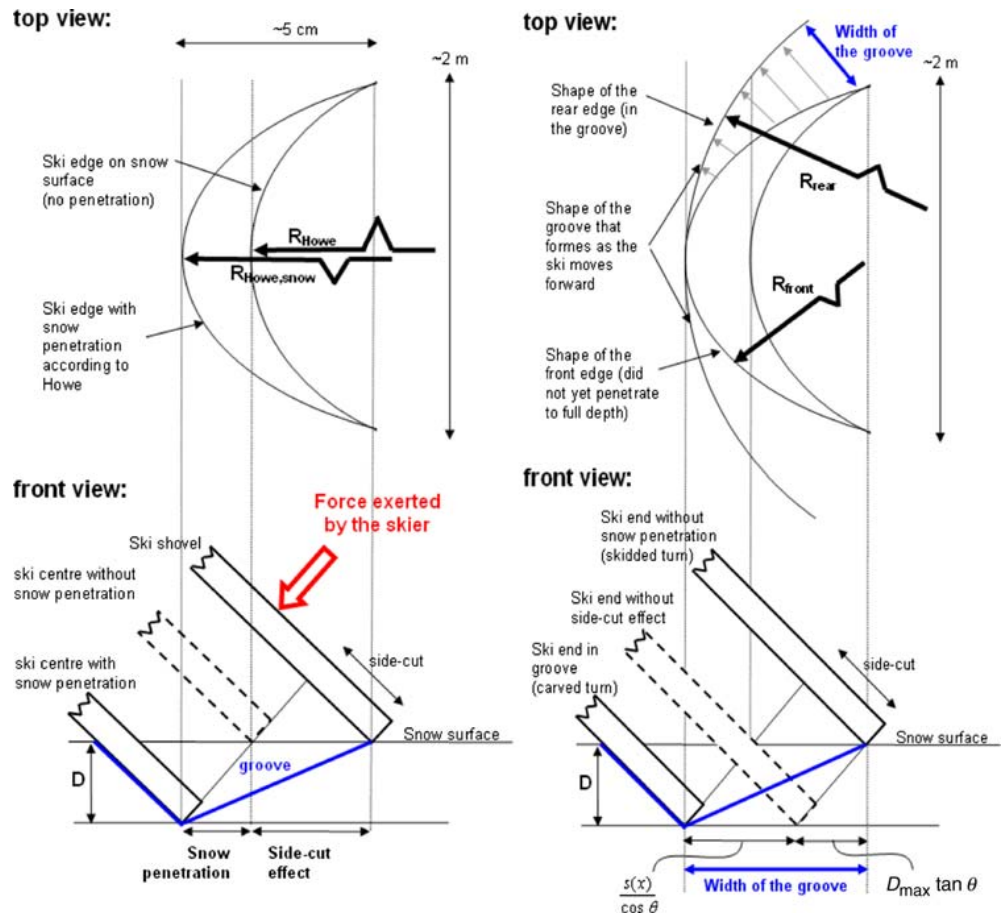 top view:
~5 cm
~2 m
Ski edge on snow
surface
(no penetration)
R_Howe
R_Howe,snow
Ski edge with
snow
penetration
according to
Howe
front view:
Force exerted
by the skier
Ski shovel
ski centre without
snow penetration
side-cut
ski centre with
snow penetration
Snow surface
groove
D
Snow
penetration
Side-cut
effect
top view:
Width of
the groove
~2 m
Shape of the
rear edge (in
the groove)
R_rear
Shape of the
groove that
formes as the
ski moves
forward
R_front
Shape of the
front edge (did
not yet penetrate
to full depth)
front view:
Ski end without
snow penetration
(skidded turn)
Ski end without
side-cut effect
Ski end in
groove
(carved turn)
side-cut
Snow surface
D
s(x)
cos θ
Width of the groove
D_max tan θ